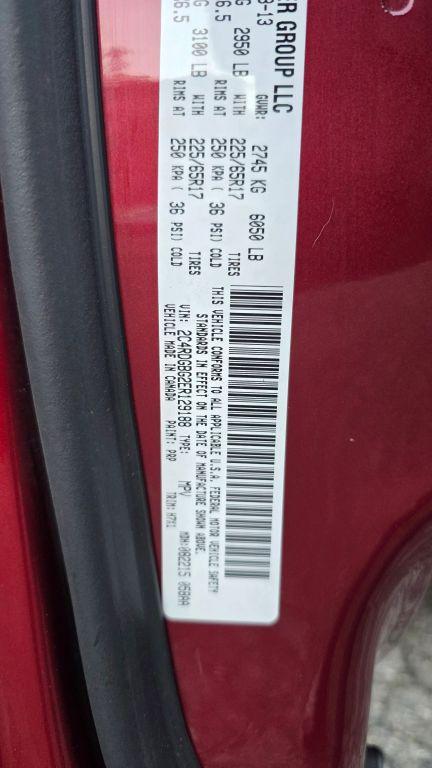 ER GROUP LLC
3-13 GVWR: 2745 KG 6050 LB
G 2950 LB WITH 225/65R17 TIRES
6.5 RIMS AT 250 KPA ( 36 PSI) COLD
G 3100 LB WITH 225/65R17 TIRES
6.5 RIMS AT 250 KPA ( 36 PSI) COLD
THIS VEHICLE CONFORMS TO ALL APPLICABLE U.S.A. FEDERAL MOTOR VEHICLE SAFETY
STANDARDS IN EFFECT ON THE DATE OF MANUFACTURE SHOWN ABOVE.
VIN: 2C4RDGBG2ER129188 TYPE: MPV
VEHICLE MADE IN CANADA PAINT: PRP TRIM: H7X1